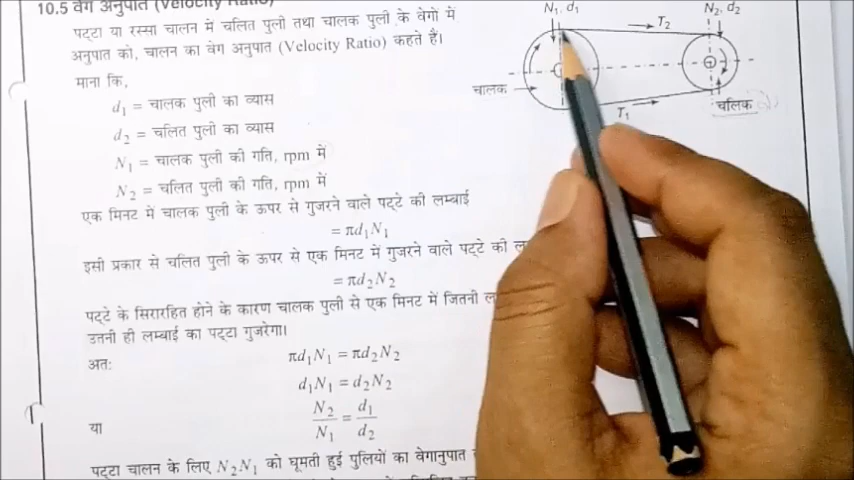 10.5 वेग अनुपात (Velocity Ratio)
पट्टा या रस्सा चालन में चलित पुली तथा चालक पुली के वेगों में
अनुपात को, चालन का वेग अनुपात (Velocity Ratio) कहते हैं।
माना कि,
d₁ = चालक पुली का व्यास
d₂ = चलित पुली का व्यास
N₁ = चालक पुली की गति, rpm में
N₂ = चलित पुली की गति, rpm में
एक मिनट में चालक पुली के ऊपर से गुजरने वाले पट्टे की लम्बाई
= πd₁N₁
इसी प्रकार से चलित पुली के ऊपर से एक मिनट में गुजरने वाले पट्टे की
= πd₂N₂
पट्टे के सिरारहित होने के कारण चालक पुली से एक मिनट में जितनी
उतनी ही लम्बाई का पट्टा गुजरेगा।
अतः πd₁N₁ = πd₂N₂
d₁N₁ = d₂N₂
या N₂/N₁ = d₁/d₂
पट्टा चालन के लिए N₂N₁ को घूमती हुई पुलियों का वेगानुपात
N₁, d₁
N₂, d₂
T₂
चालक
T₁
चलित